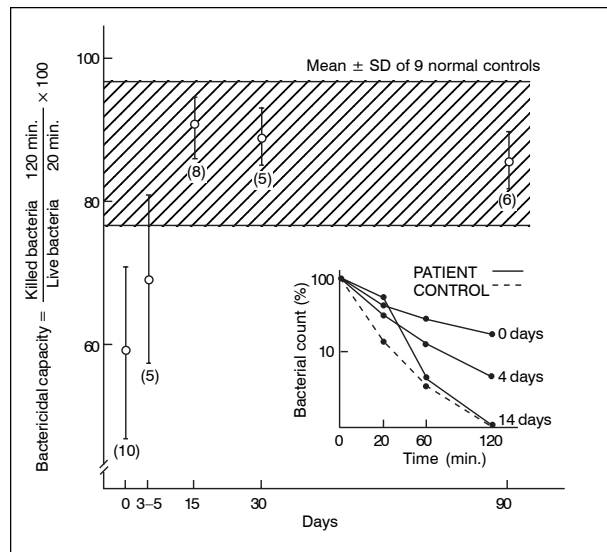 Mean ± SD of 9 normal controls
Bactericidal capacity = Killed bacteria 120 min. / Live bacteria 20 min. × 100
100
80
60
(10)
(5)
(8)
(5)
(6)
0
3–5
15
30
90
Days
PATIENT
CONTROL
Bacterial count (%)
100
10
0 days
4 days
14 days
0
20
60
120
Time (min.)